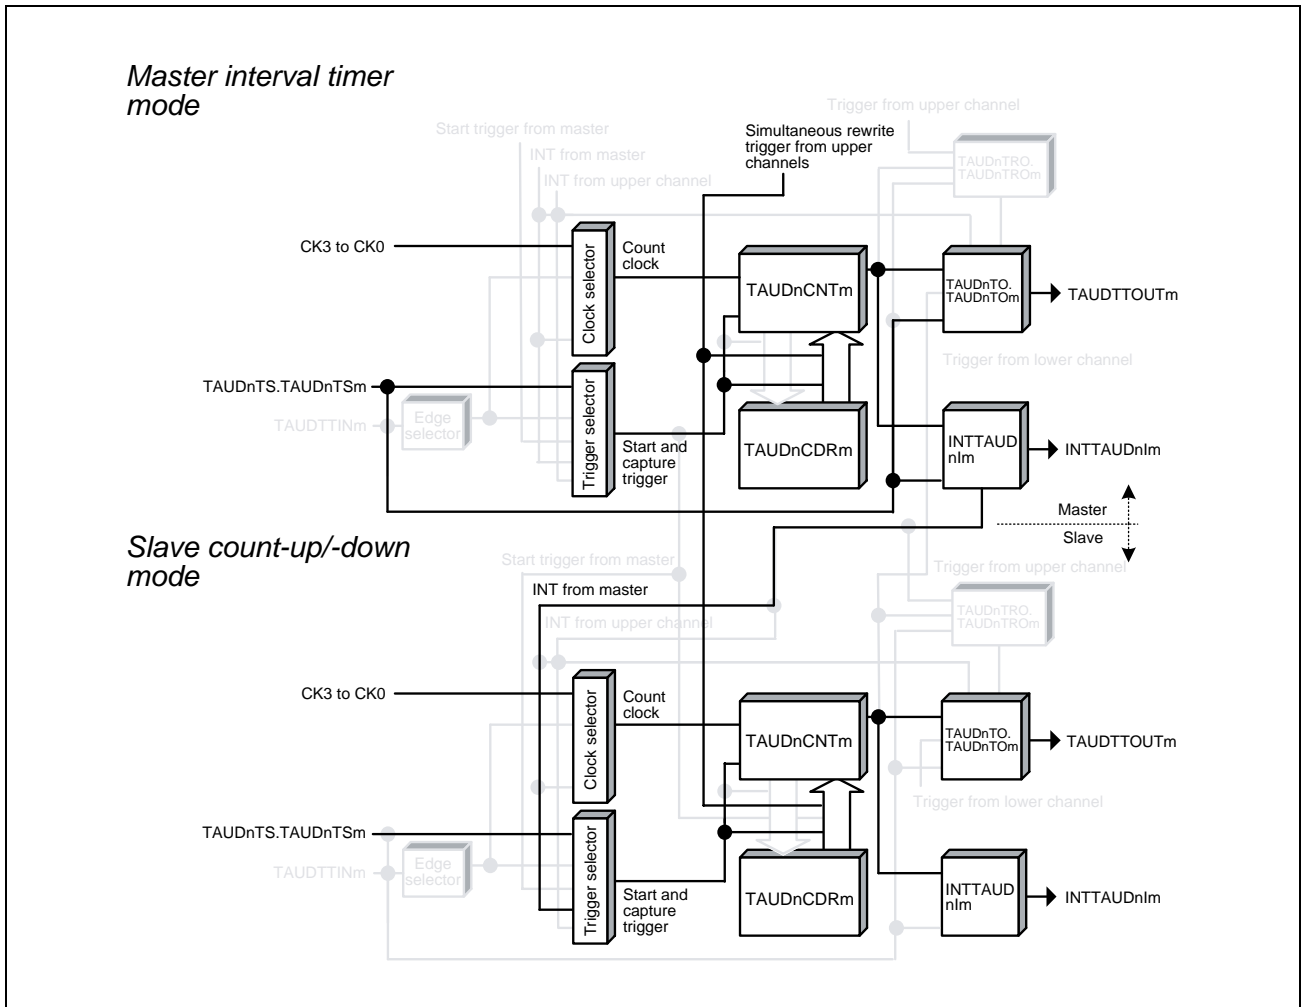 Master interval timer
mode
Trigger from upper channel
Start trigger from master
Simultaneous rewrite
trigger from upper
channels
INT from master
INT from upper channel
TAUDnTRO.
TAUDnTROm
CK3 to CK0
Clock selector
Count
clock
TAUDnCNTm
TAUDnTO.
TAUDnTOm
TAUDTTOUTm
Trigger from lower channel
TAUDnTS.TAUDnTSm
TAUDTTINm
Edge
selector
Trigger selector
Start and
capture
trigger
TAUDnCDRm
INTTAUD
nIm
INTTAUDnIm
Master
Slave
Slave count-up/-down
mode
Start trigger from master
Trigger from upper channel
INT from master
INT from upper channel
TAUDnTRO.
TAUDnTROm
CK3 to CK0
Clock selector
Count
clock
TAUDnCNTm
TAUDnTO.
TAUDnTOm
TAUDTTOUTm
Trigger from lower channel
TAUDnTS.TAUDnTSm
TAUDTTINm
Edge
selector
Trigger selector
Start and
capture
trigger
TAUDnCDRm
INTTAUD
nIm
INTTAUDnIm